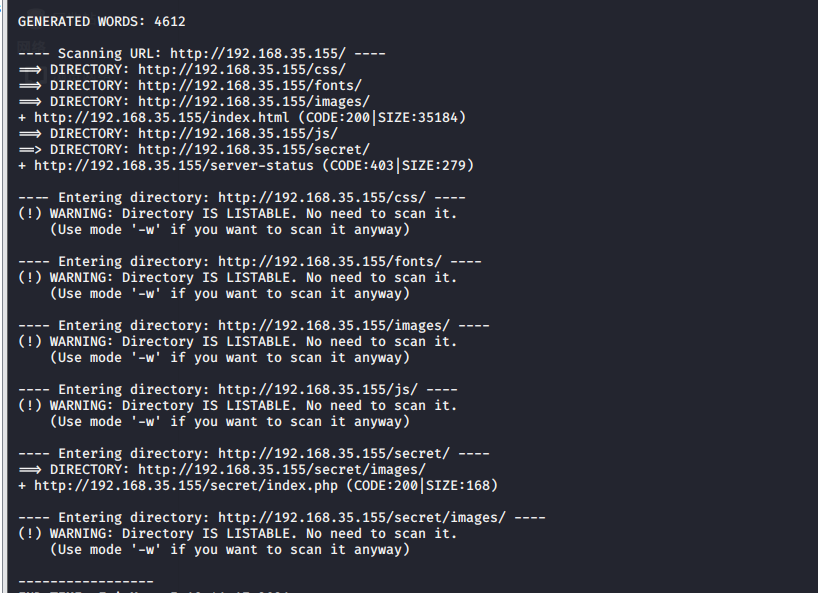 GENERATED WORDS: 4612
---- Scanning URL: http://192.168.35.155/ ----
==> DIRECTORY: http://192.168.35.155/css/
==> DIRECTORY: http://192.168.35.155/fonts/
==> DIRECTORY: http://192.168.35.155/images/
+ http://192.168.35.155/index.html (CODE:200|SIZE:35184)
==> DIRECTORY: http://192.168.35.155/js/
==> DIRECTORY: http://192.168.35.155/secret/
+ http://192.168.35.155/server-status (CODE:403|SIZE:279)
---- Entering directory: http://192.168.35.155/css/ ----
(!) WARNING: Directory IS LISTABLE. No need to scan it.
(Use mode '-w' if you want to scan it anyway)
---- Entering directory: http://192.168.35.155/fonts/ ----
(!) WARNING: Directory IS LISTABLE. No need to scan it.
(Use mode '-w' if you want to scan it anyway)
---- Entering directory: http://192.168.35.155/images/ ----
(!) WARNING: Directory IS LISTABLE. No need to scan it.
(Use mode '-w' if you want to scan it anyway)
---- Entering directory: http://192.168.35.155/js/ ----
(!) WARNING: Directory IS LISTABLE. No need to scan it.
(Use mode '-w' if you want to scan it anyway)
---- Entering directory: http://192.168.35.155/secret/ ----
==> DIRECTORY: http://192.168.35.155/secret/images/
+ http://192.168.35.155/secret/index.php (CODE:200|SIZE:168)
---- Entering directory: http://192.168.35.155/secret/images/ ----
(!) WARNING: Directory IS LISTABLE. No need to scan it.
(Use mode '-w' if you want to scan it anyway)
-----------------